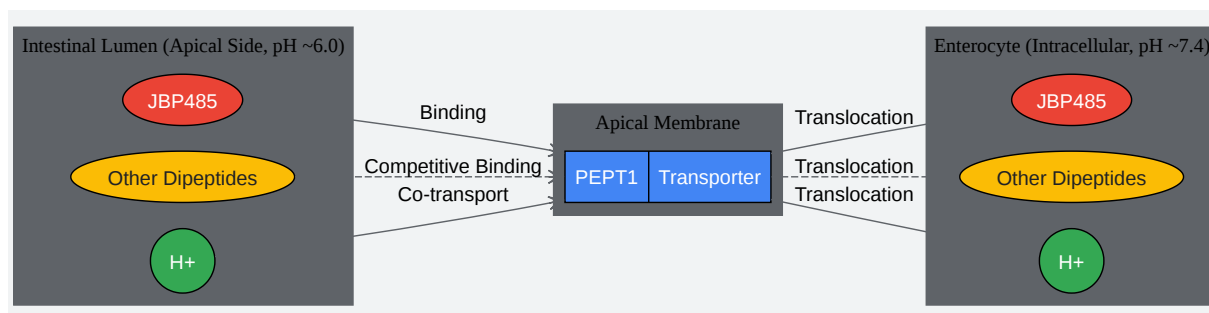 Intestinal Lumen (Apical Side, pH ~6.0)
JBP485
Other Dipeptides
H+
Binding
Competitive Binding
Co-transport
Apical Membrane
PEPT1
Transporter
Translocation
Translocation
Translocation
Enterocyte (Intracellular, pH ~7.4)
JBP485
Other Dipeptides
H+